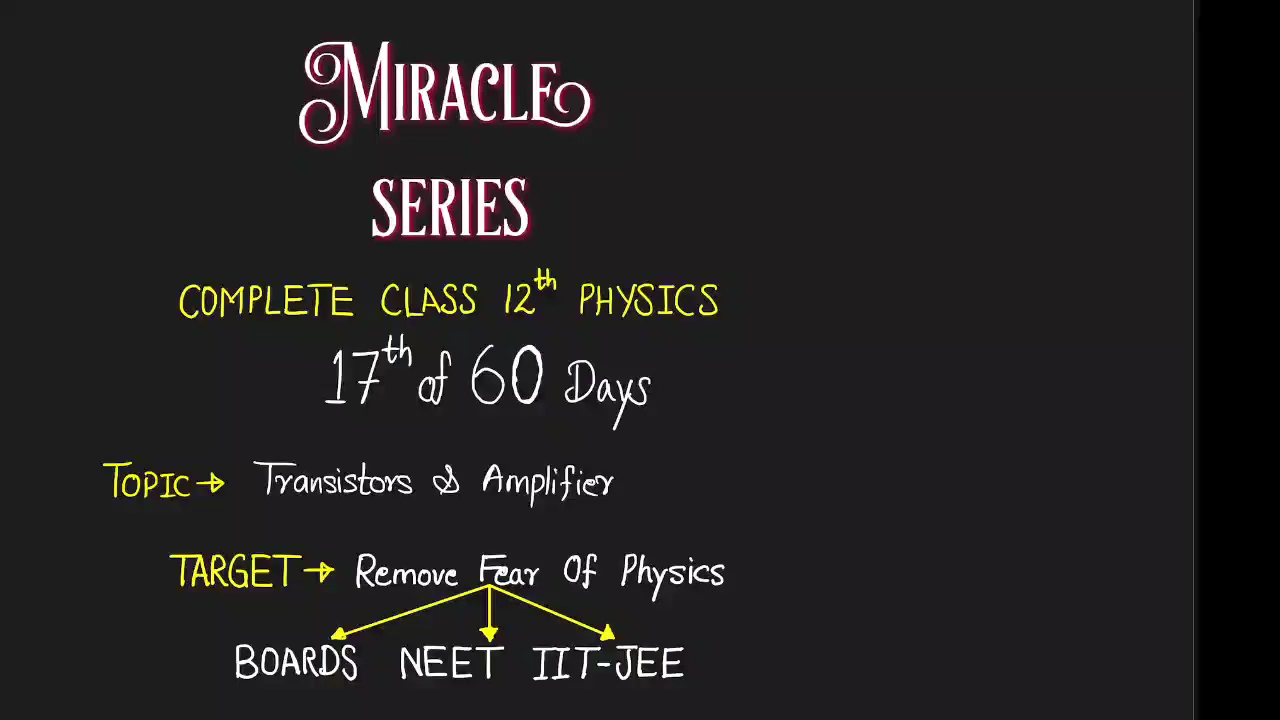 MIRACLE
SERIES
COMPLETE CLASS 12th PHYSICS
17th of 60 Days
TOPIC → Transistors & Amplifier
TARGET → Remove Fear Of Physics
BOARDS NEET IIT-JEE